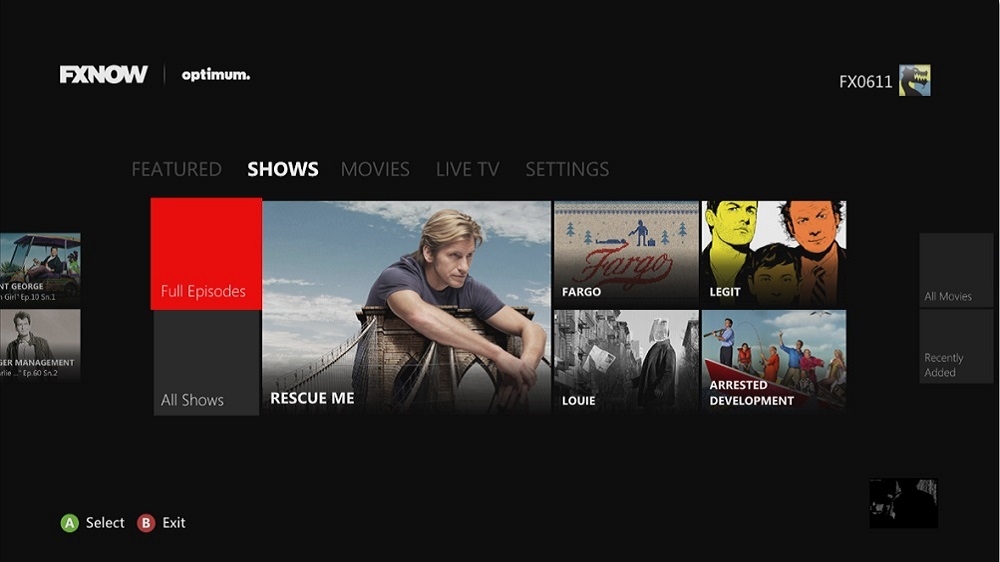 FXNOW
optimum.
FX0611
FEATURED
SHOWS
MOVIES
LIVE TV
SETTINGS
NT GEORGE
n Girl" Ep.10 Sn.1
GER MANAGEMENT
rlie ..." Ep.60 Sn.2
Full Episodes
All Shows
RESCUE ME
Fargo
FARGO
LEGIT
LOUIE
ARRESTED
DEVELOPMENT
All Movies
Recently
Added
A Select
B Exit